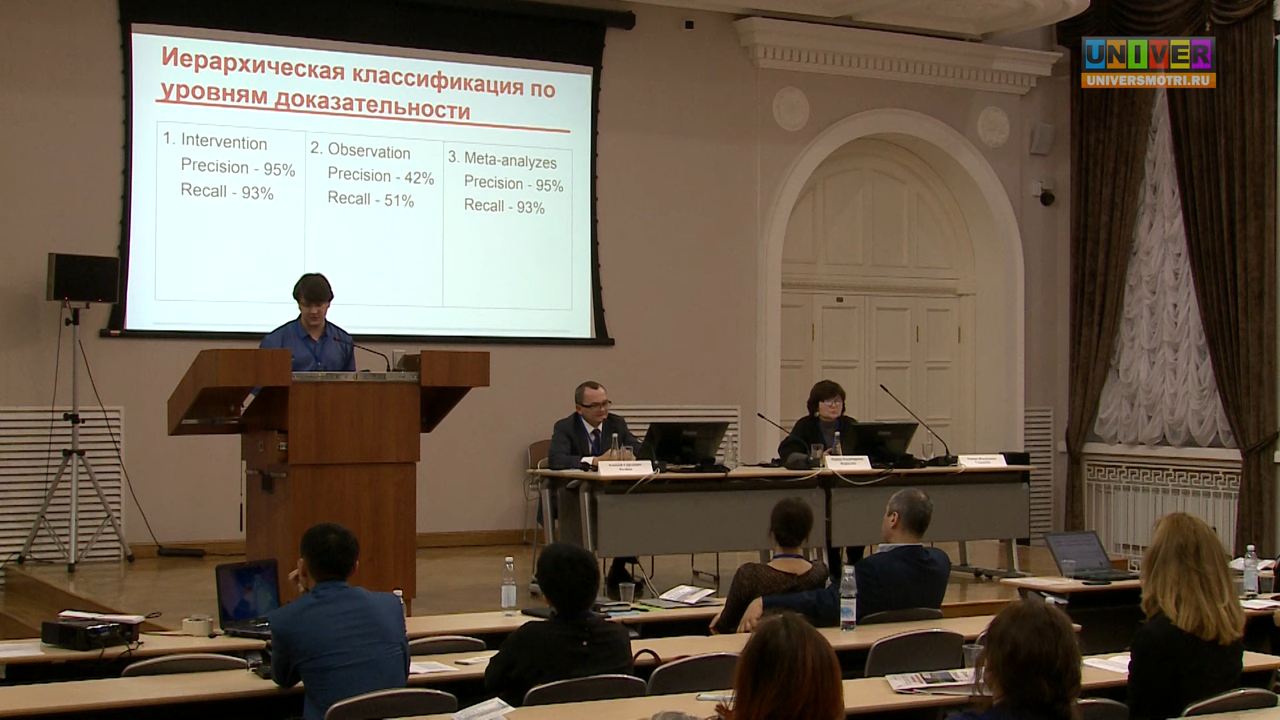 Иерархическая классификация по
уровням доказательности
1. Intervention
Precision - 95%
Recall - 93%
2. Observation
Precision - 42%
Recall - 51%
3. Meta-analyzes
Precision - 95%
Recall - 93%
UNIVER
UNIVERSMOTRI.RU